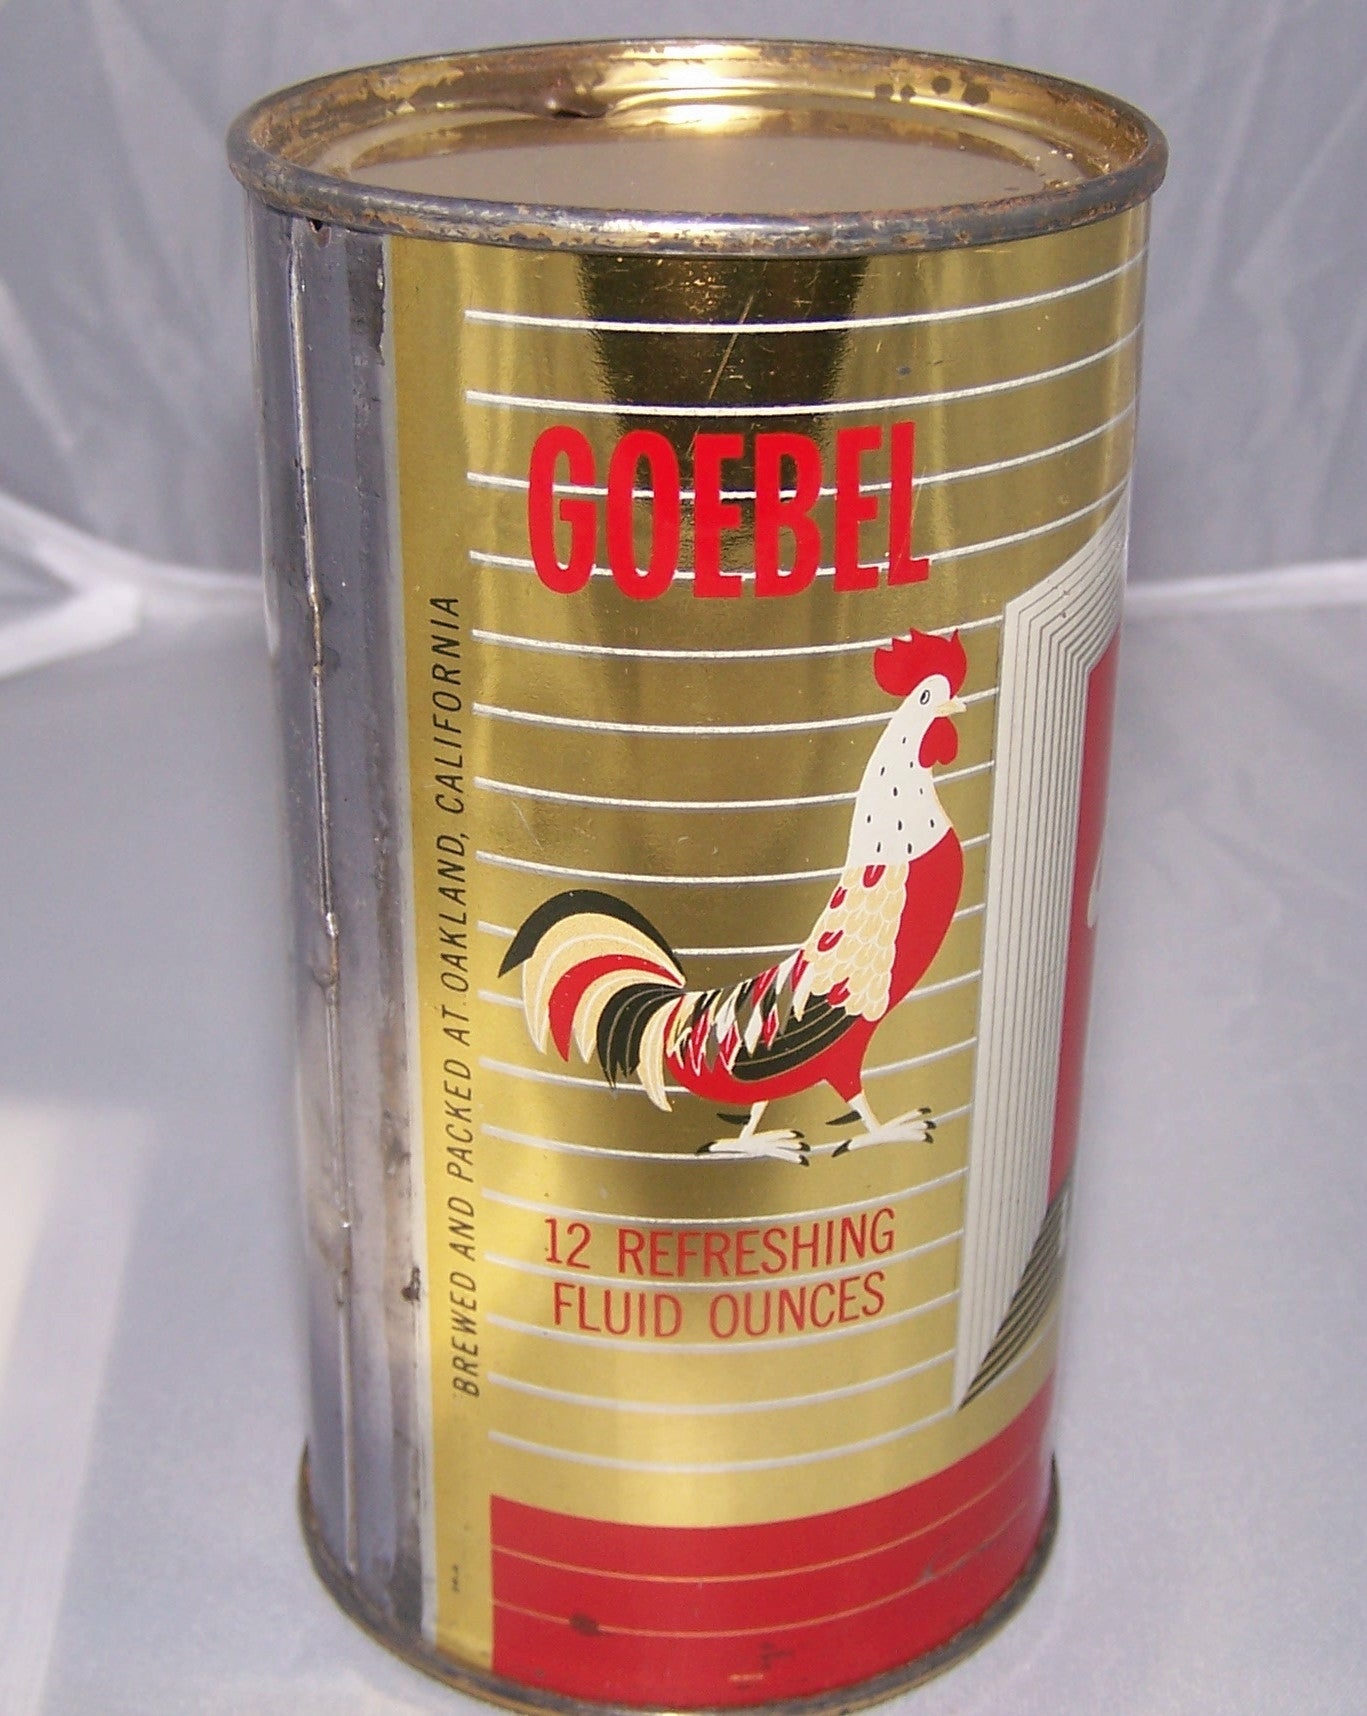 GOEBEL
12 REFRESHING
FLUID OUNCES
BREWED AND PACKED AT OAKLAND, CALIFORNIA